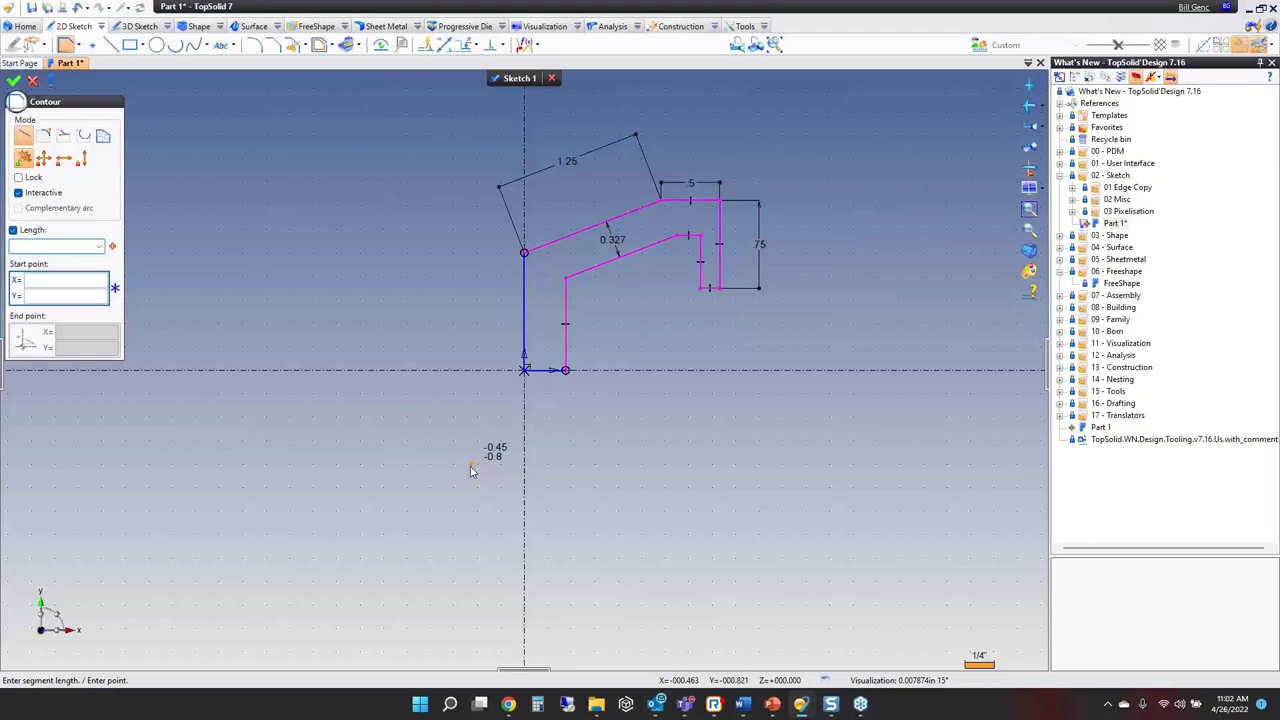 Part 1* - TopSolid 7
Bill Genc
Home
2D Sketch
3D Sketch
Shape
Surface
FreeShape
Sheet Metal
Progressive Die
Visualization
Analysis
Construction
Tools
Abc
Custom
Start Page
Part 1*
What's New - TopSolid'Design 7.16
Sketch 1
Contour
Mode
Lock
Interactive
Complementary arc
Length:
Start point:
X=
Y=
End point:
X=
Y=
1.25
.5
0.327
.75
-0.45
-0.8
y
x
1/4"
What's New - TopSolid'Design 7.16
References
Templates
Favorites
Recycle bin
00 - PDM
01 - User Interface
02 - Sketch
01 Edge Copy
02 Misc
03 Pixelisation
Part 1*
03 - Shape
04 - Surface
05 - Sheetmetal
06 - Freeshape
FreeShape
07 - Assembly
08 - Building
09 - Family
10 - Bom
11 - Visualization
12 - Analysis
13 - Construction
14 - Nesting
15 - Tools
16 - Drafting
17 - Translators
Part 1
TopSolid.WN.Design.Tooling.v7.16.Us.with_comment
Enter segment length. / Enter point.
X=-000.463
Y=-000.821
Z=+000.000
Visualization: 0.007874in 15°
11:02 AM
4/26/2022